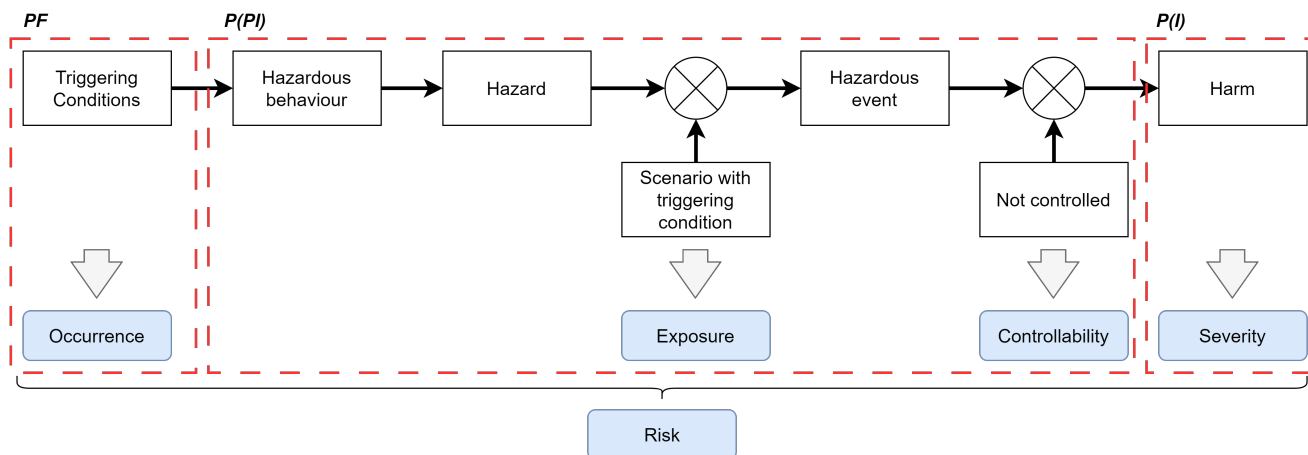 PF
P(PI)
P(I)
Triggering
Conditions
Hazardous
behaviour
Hazard
Hazardous
event
Harm
Scenario with
triggering
condition
Not controlled
Occurrence
Exposure
Controllability
Severity
Risk